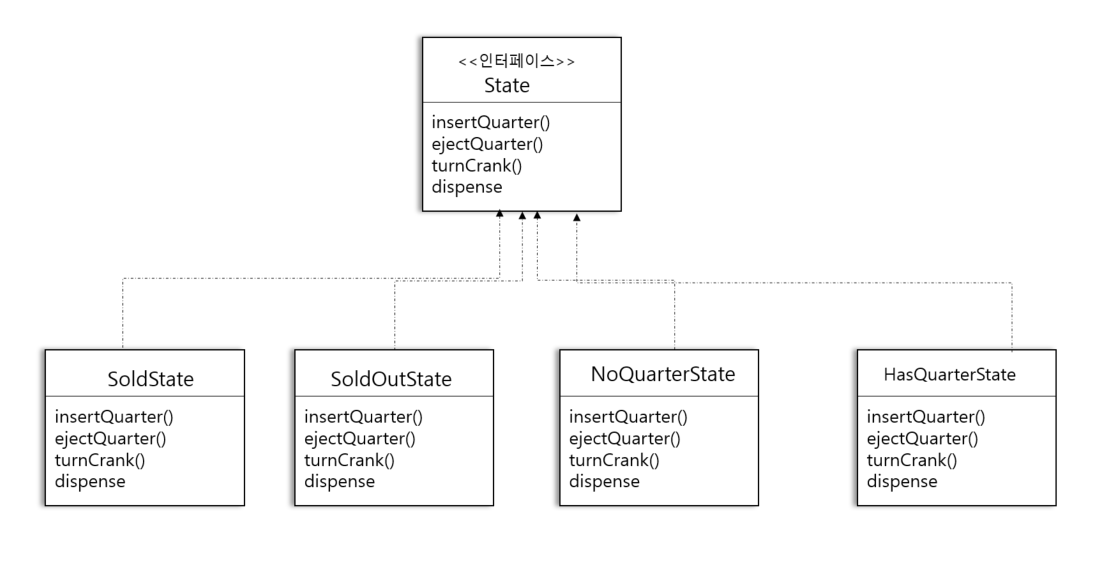 <<인터페이스>>
State
insertQuarter()
ejectQuarter()
turnCrank()
dispense
SoldState
insertQuarter()
ejectQuarter()
turnCrank()
dispense
SoldOutState
insertQuarter()
ejectQuarter()
turnCrank()
dispense
NoQuarterState
insertQuarter()
ejectQuarter()
turnCrank()
dispense
HasQuarterState
insertQuarter()
ejectQuarter()
turnCrank()
dispense